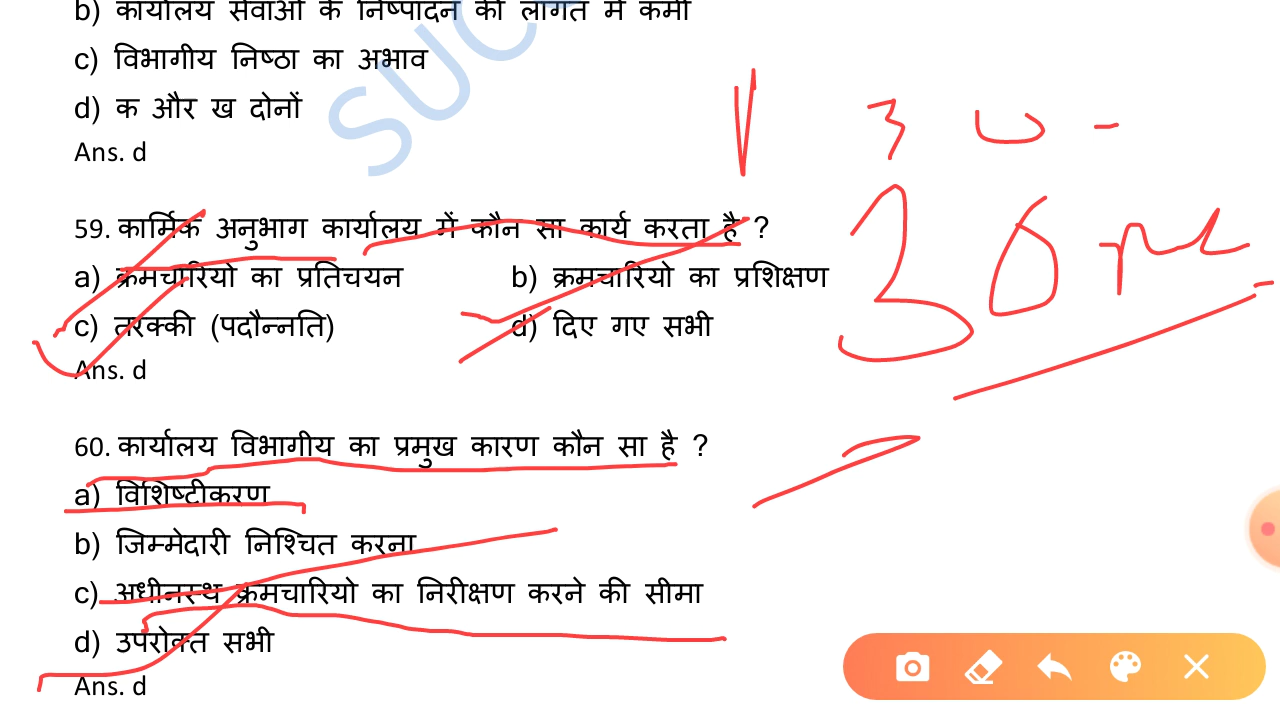 b) कार्यालय सेवाओं के निष्पादन की लागत में कमी
c) विभागीय निष्ठा का अभाव
d) क और ख दोनों
Ans. d
59. कार्मिक अनुभाग कार्यालय में कौन सा कार्य करता है ?
a) क्रमचारियो का प्रतिचयन b) क्रमचारियो का प्रशिक्षण
c) तरक्की (पदौन्नति) d) दिए गए सभी
Ans. d
60. कार्यालय विभागीय का प्रमुख कारण कौन सा है ?
a) विशिष्टीकरण
b) जिम्मेदारी निश्चित करना
c) अधीनस्थ क्रमचारियो का निरीक्षण करने की सीमा
d) उपरोक्त सभी
Ans. d
SUC